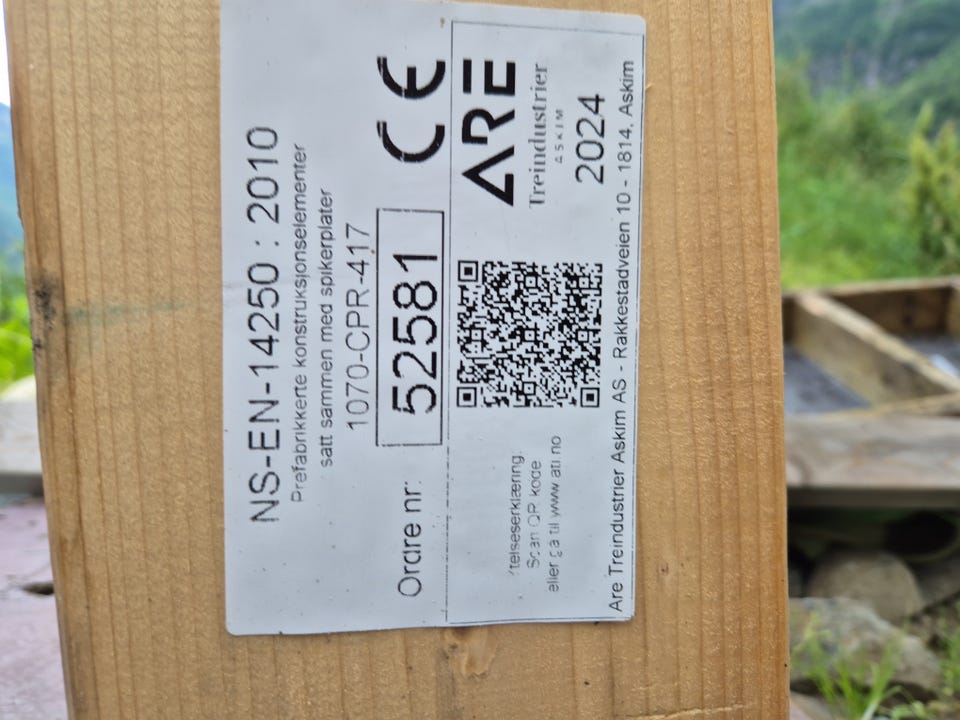 NS-EN-14250 : 2010
Prefabrikkerte konstruksjonselementer
satt sammen med spikerplater
1070-CPR-417
Ordre nr: 52581 CE
ARE
Treindustrier
ASKIM
2024
Ytelseserklæring
Scan QR kode
eller gå til www.ati.no
Are Treindustrier Askim AS - Rakkestadveien 10 - 1814, Askim